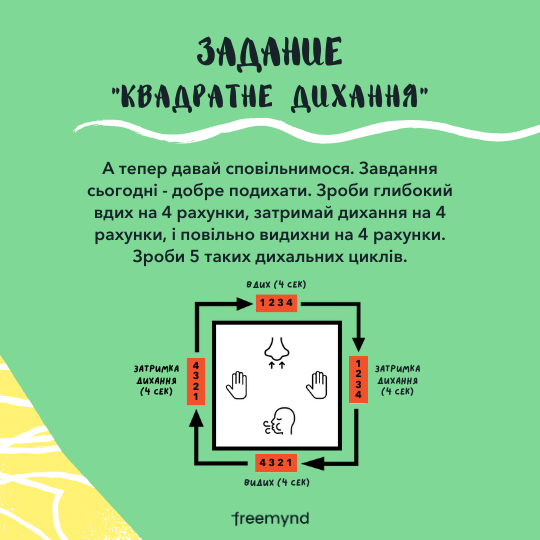 ЗАДАНИЕ
"КВАДРАТНЕ ДИХАННЯ"
А тепер давай сповільнимося. Завдання
сьогодні - добре подихати. Зроби глибокий
вдих на 4 рахунки, затримай дихання на 4
рахунки, і повільно видихни на 4 рахунки.
Зроби 5 таких дихальних циклів.
ВДИХ (4 СЕК)
1 2 3 4
ЗАТРИМКА
ДИХАННЯ
(4 СЕК)
4
3
2
1
1
2
3
4
ЗАТРИМКА
ДИХАННЯ
(4 СЕК)
4 3 2 1
ВИДИХ (4 СЕК)
freemynd